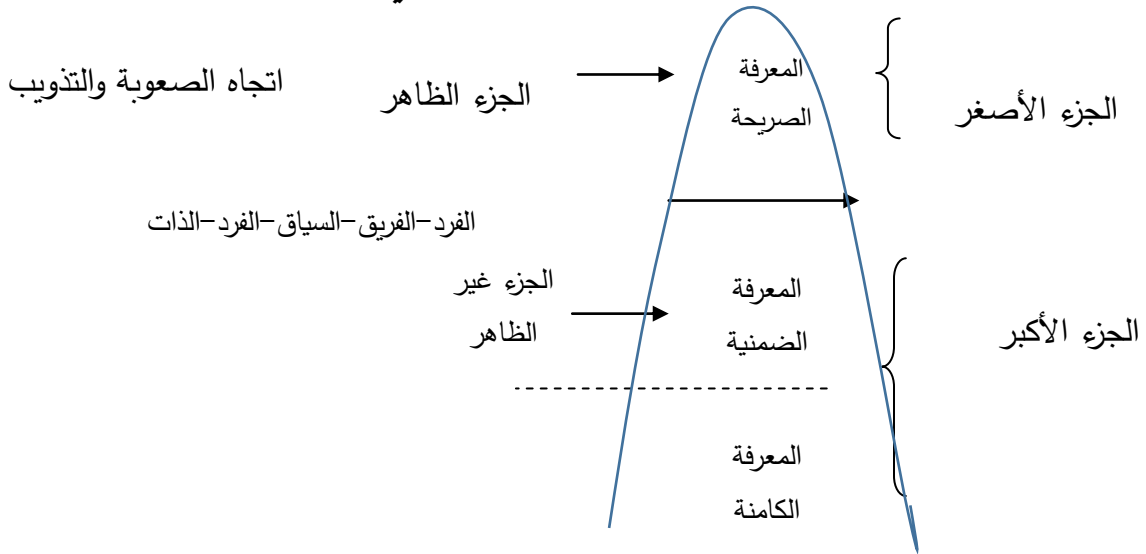 المعرفة
الصريحة
الجزء الأصغر
الجزء الظاهر
اتجاه الصعوبة والتذويب
الفرد-الفريق-السياق-الفرد-الذات
الجزء غير
الظاهر
المعرفة
الضمنية
الجزء الأكبر
المعرفة
الكامنة